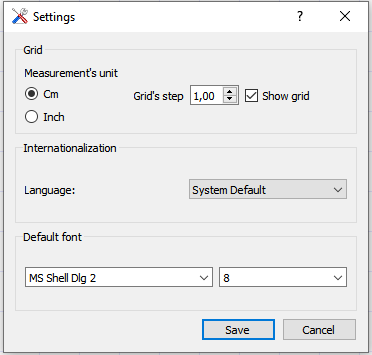 Settings
Grid
Measurement's unit
Cm
Grid's step 1,00 Show grid
Inch
Internationalization
Language: System Default
Default font
MS Shell Dlg 2 8
Save Cancel